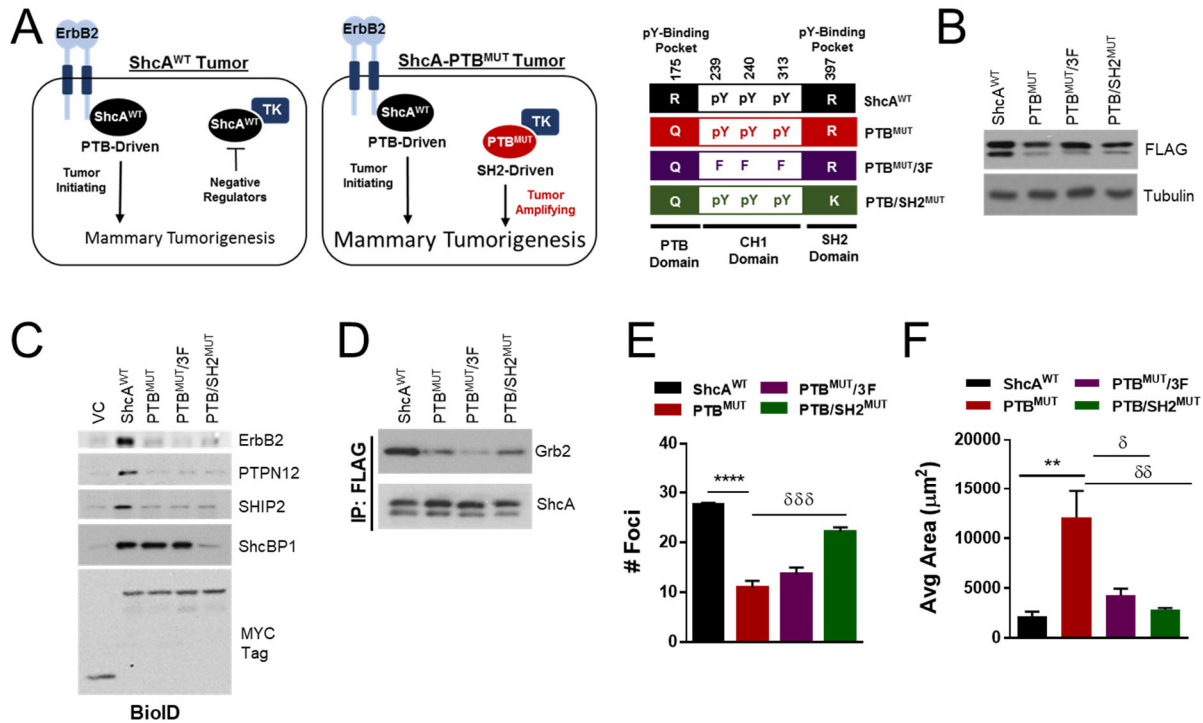 A
ErbB2
ShcA^WT Tumor
ShcA^WT
PTB-Driven
Tumor
Initiating
ShcA^WT
TK
Negative
Regulators
Mammary Tumorigenesis
ErbB2
ShcA-PTB^MUT Tumor
ShcA^WT
PTB-Driven
Tumor
Initiating
TK
PTB^MUT
SH2-Driven
Tumor
Amplifying
Mammary Tumorigenesis
pY-Binding
Pocket
pY-Binding
Pocket
175 239 240 313 397
R pY pY pY R ShcA^WT
Q pY pY pY R PTB^MUT
Q F F F R PTB^MUT/3F
Q pY pY pY K PTB/SH2^MUT
PTB
Domain
CH1
Domain
SH2
Domain
B
ShcA^WT
PTB^MUT
PTB^MUT/3F
PTB/SH2^MUT
FLAG
Tubulin
C
VC
ShcA^WT
PTB^MUT
PTB^MUT/3F
PTB/SH2^MUT
ErbB2
PTPN12
SHIP2
ShcBP1
MYC
Tag
BioID
D
ShcA^WT
PTB^MUT
PTB^MUT/3F
PTB/SH2^MUT
IP: FLAG
Grb2
ShcA
E
ShcA^WT PTB^MUT/3F
PTB^MUT PTB/SH2^MUT
# Foci
40
30
20
10
0
****
δδδ
F
ShcA^WT PTB^MUT/3F
PTB^MUT PTB/SH2^MUT
Avg Area (μm²)
20000
15000
10000
5000
0
**
δ
δδ